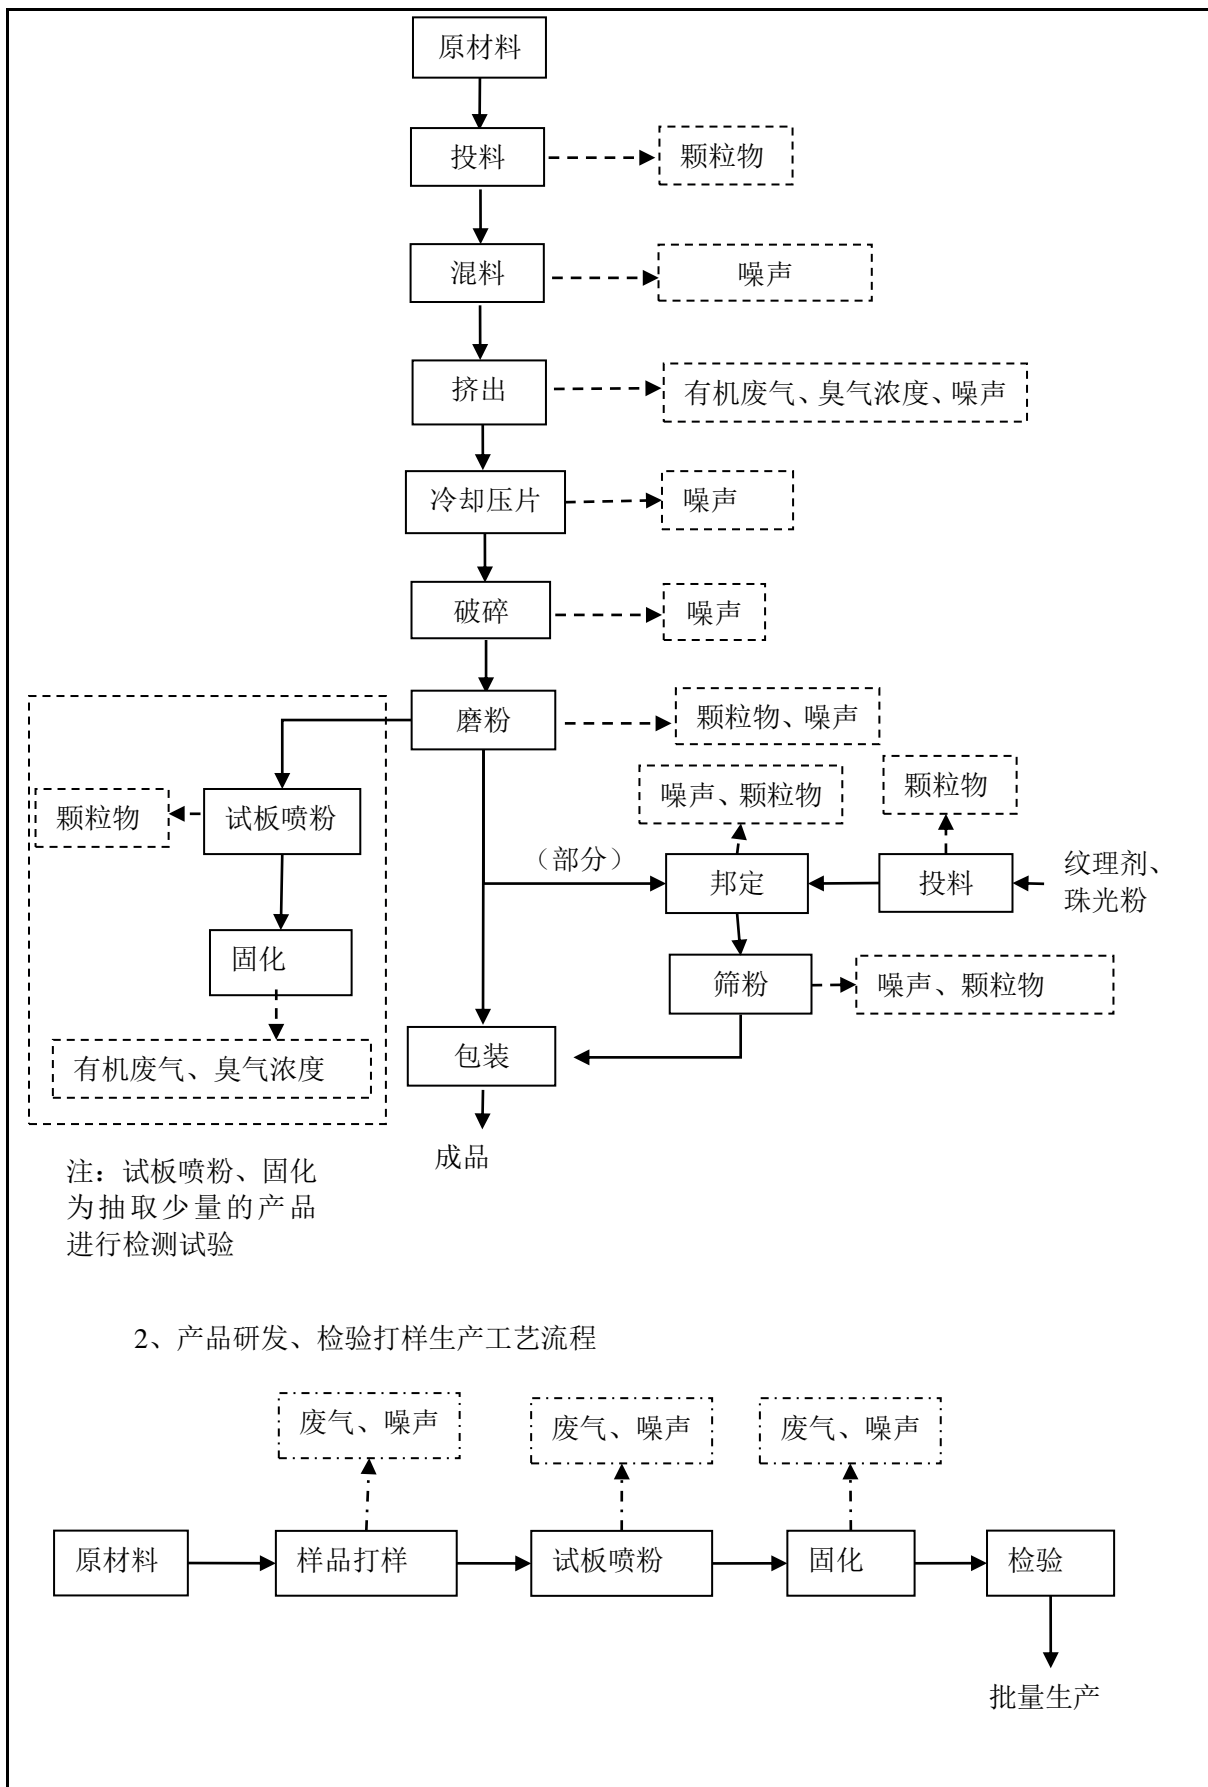 原材料
投料
颗粒物
混料
噪声
挤出
有机废气、臭气浓度、噪声
冷却压片
噪声
破碎
噪声
磨粉
颗粒物、噪声
噪声、颗粒物
颗粒物
颗粒物
试板喷粉
（部分）
邦定
投料
纹理剂、
珠光粉
固化
筛粉
噪声、颗粒物
有机废气、臭气浓度
包装
成品
注：试板喷粉、固化
为抽取少量的产品
进行检测试验
2、产品研发、检验打样生产工艺流程
废气、噪声
废气、噪声
废气、噪声
原材料
样品打样
试板喷粉
固化
检验
批量生产